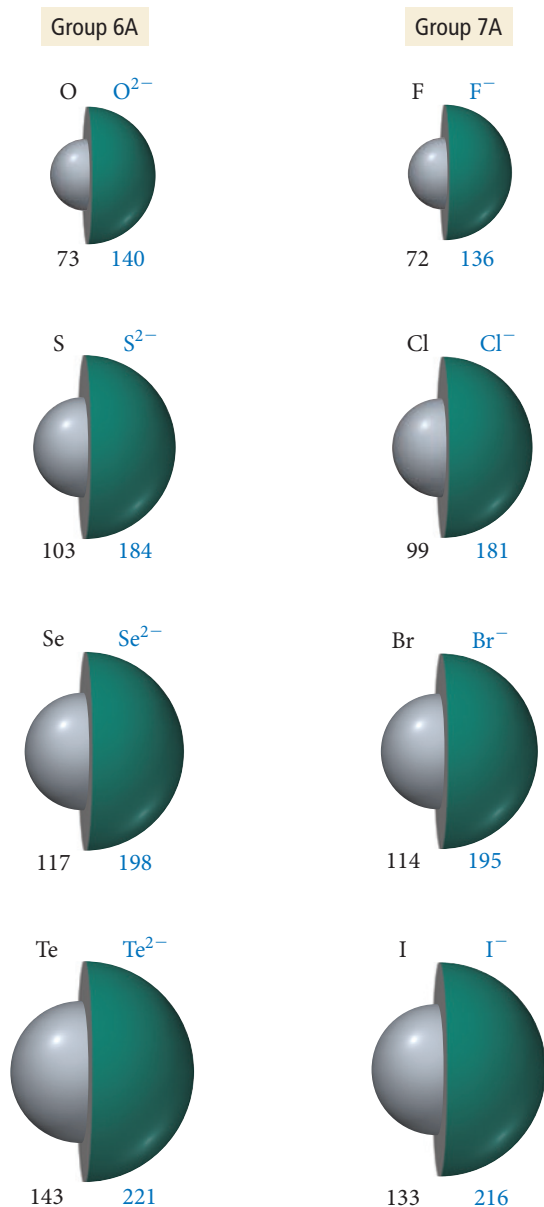 Group 6A Group 7A
O O²⁻ F F⁻
73 140 72 136
S S²⁻ Cl Cl⁻
103 184 99 181
Se Se²⁻ Br Br⁻
117 198 114 195
Te Te²⁻ I I⁻
143 221 133 216